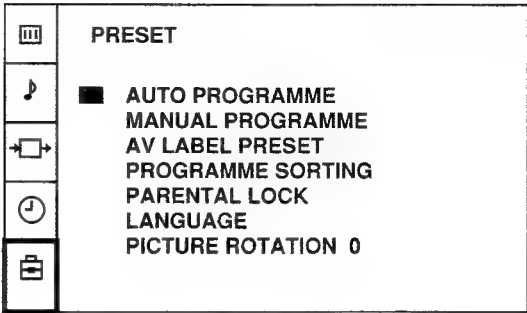 PRESET
AUTO PROGRAMME
MANUAL PROGRAMME
AV LABEL PRESET
PROGRAMME SORTING
PARENTAL LOCK
LANGUAGE
PICTURE ROTATION 0